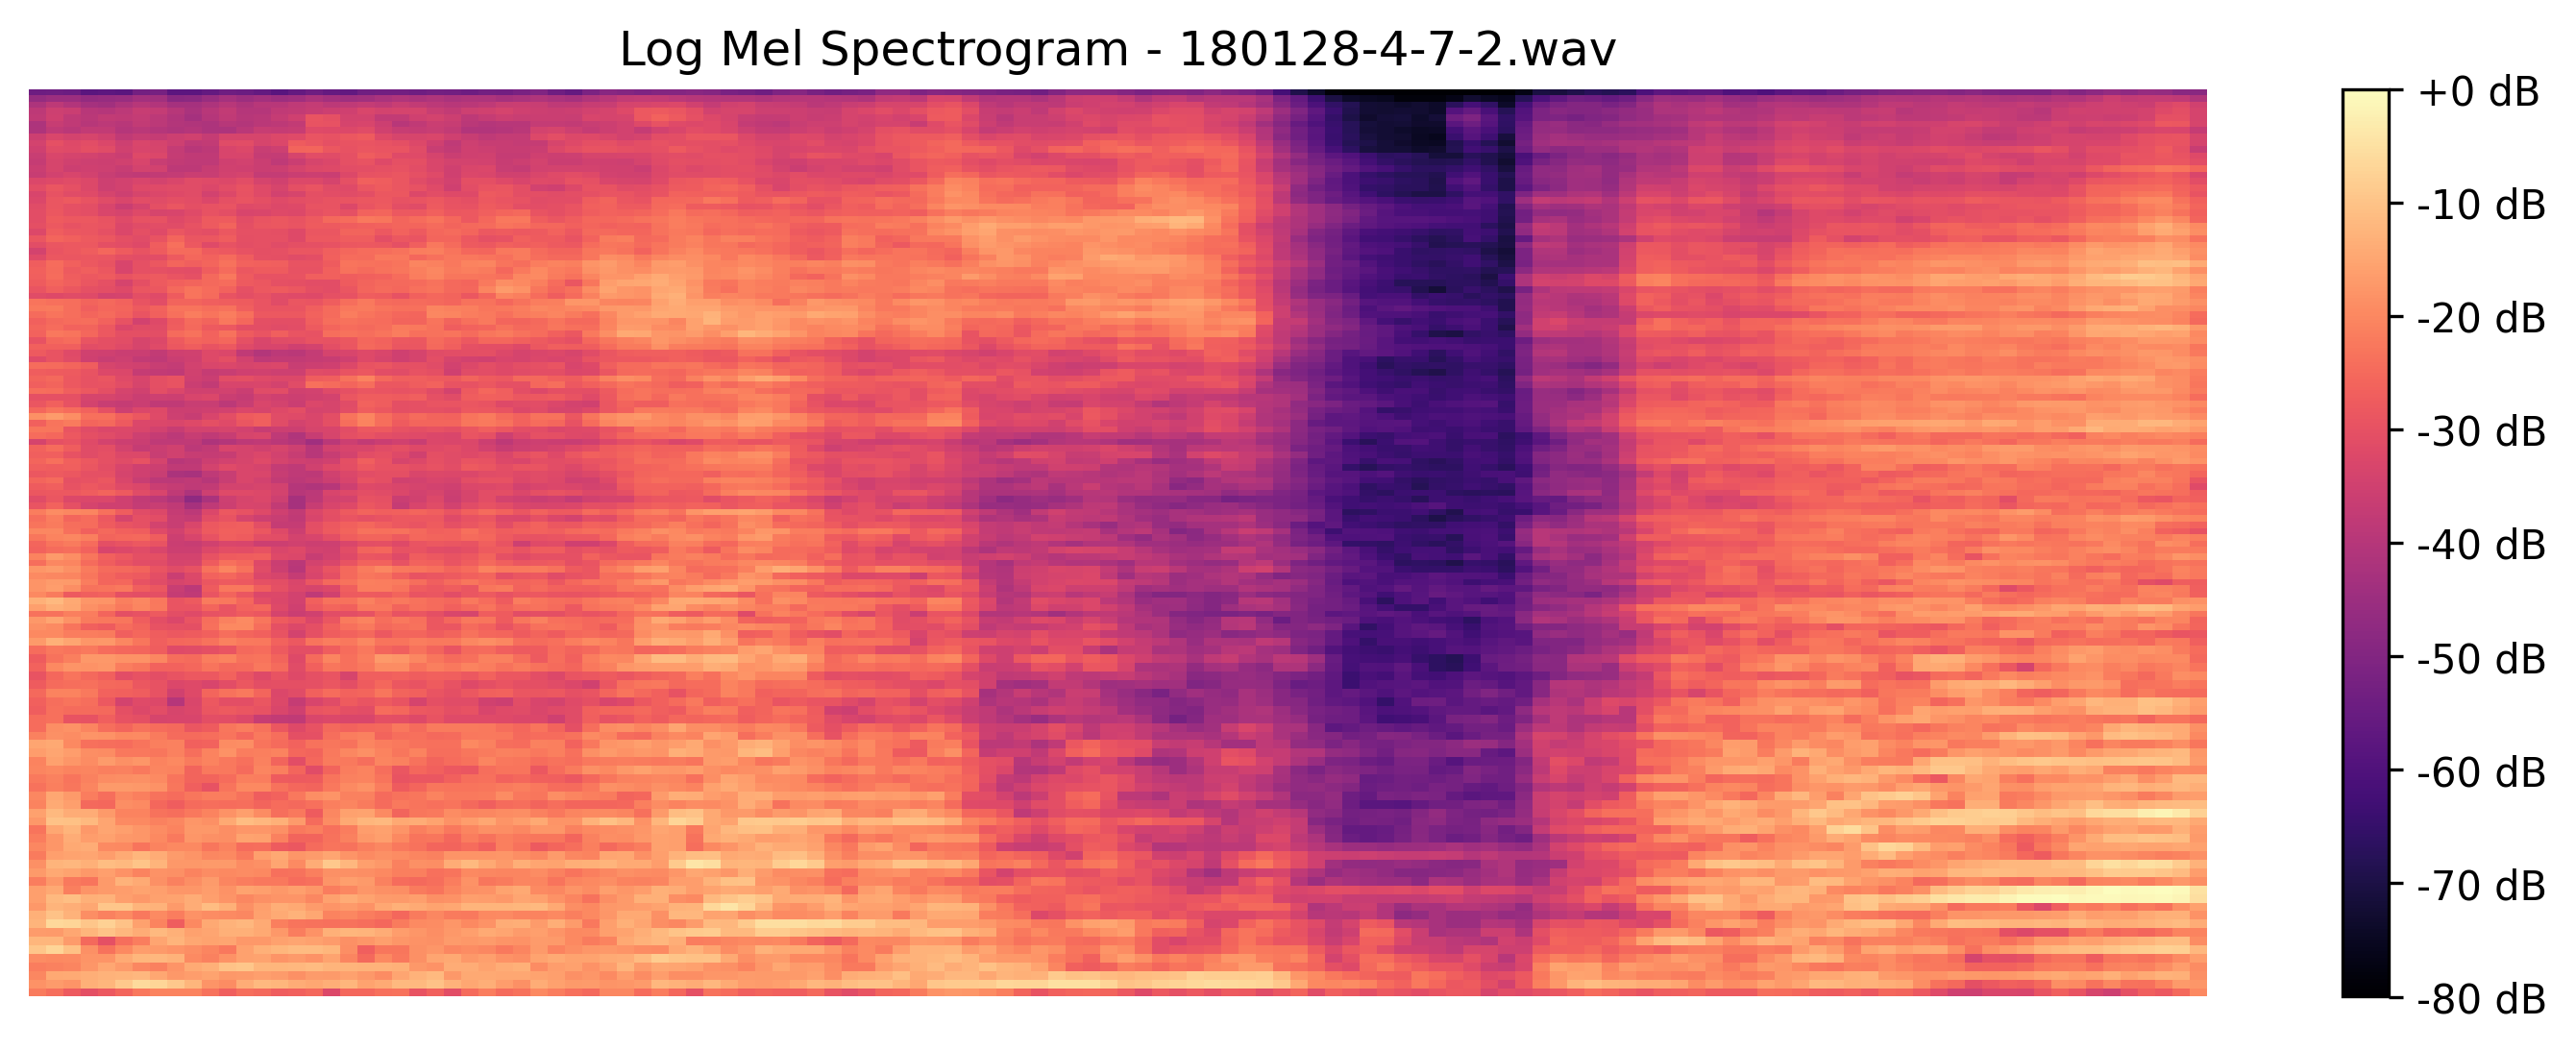 Log Mel Spectrogram - 180128-4-7-2.wav
+0 dB
-10 dB
-20 dB
-30 dB
-40 dB
-50 dB
-60 dB
-70 dB
-80 dB